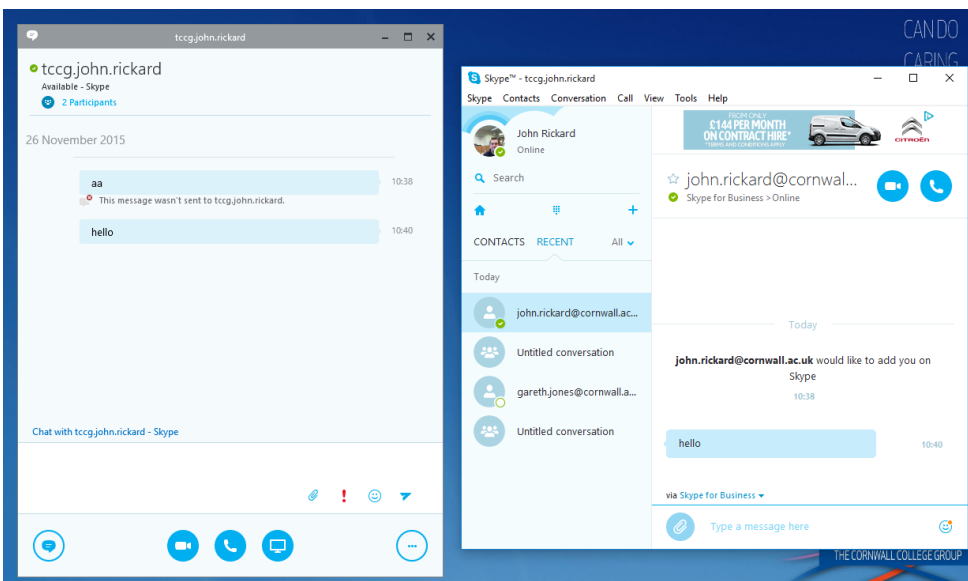 CAN DO
CARING
tccg.john.rickard
tccg.john.rickard
Available - Skype
2 Participants
26 November 2015
aa
10:38
This message wasn't sent to tccg.john.rickard.
hello
10:40
Chat with tccg.john.rickard - Skype
Skype™ - tccg.john.rickard
Skype Contacts Conversation Call View Tools Help
John Rickard
Online
Search
CONTACTS RECENT All
Today
john.rickard@cornwall.ac...
Untitled conversation
gareth.jones@cornwall.a...
Untitled conversation
FROM ONLY
£144 PER MONTH
ON CONTRACT HIRE*
*TERMS AND CONDITIONS APPLY
CITROËN
john.rickard@cornwal...
Skype for Business > Online
Today
john.rickard@cornwall.ac.uk would like to add you on
Skype
10:38
hello
10:40
via Skype for Business
Type a message here
THE CORNWALL COLLEGE GROUP